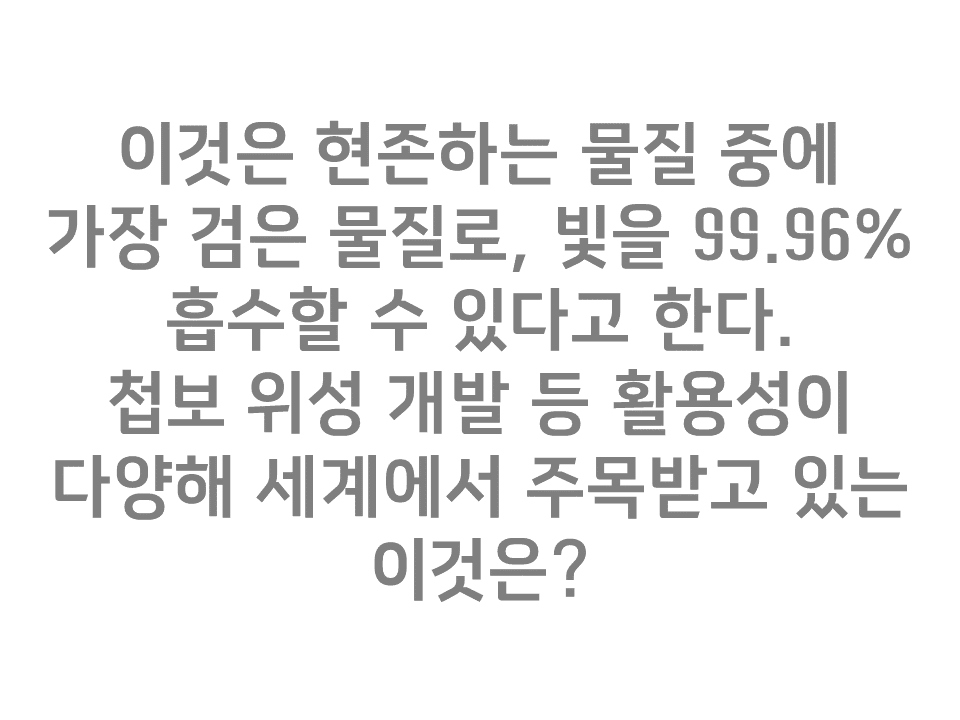 이것은 현존하는 물질 중에
가장 검은 물질로, 빛을 99.96%
흡수할 수 있다고 한다.
첩보 위성 개발 등 활용성이
다양해 세계에서 주목받고 있는
이것은?